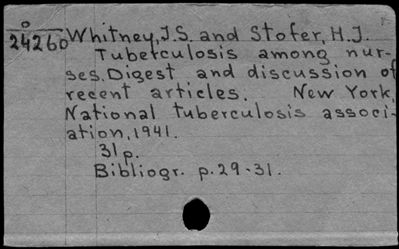 o
24260 Whitney, J.S. and Stofer, H.J.
Tuberculosis among nur-
ses. Digest and discussion of
recent articles. New York,
National tuberculosis associ-
ation, 1941.
31p.
Bibliogr. p.29-31.